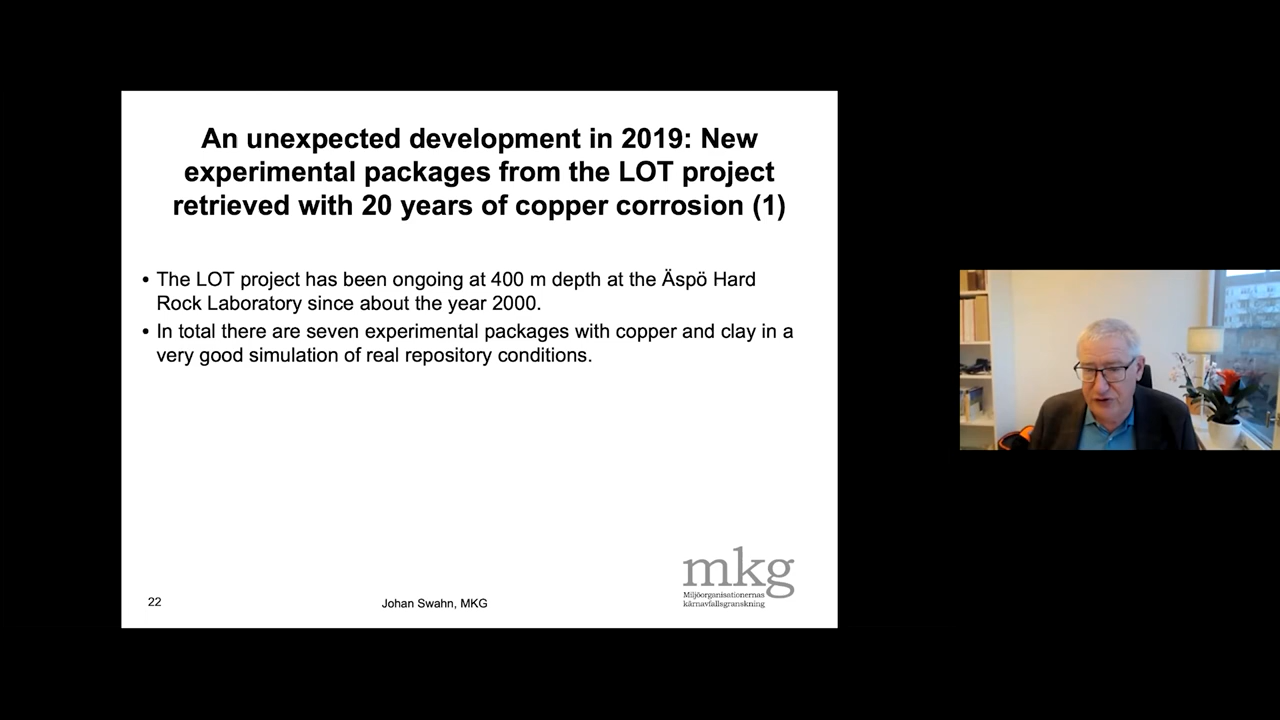 An unexpected development in 2019: New
experimental packages from the LOT project
retrieved with 20 years of copper corrosion (1)
• The LOT project has been ongoing at 400 m depth at the Äspö Hard
Rock Laboratory since about the year 2000.
• In total there are seven experimental packages with copper and clay in a
very good simulation of real repository conditions.
22
Johan Swahn, MKG
mkg
Miljöorganisationernas
kärnavfallsgranskning